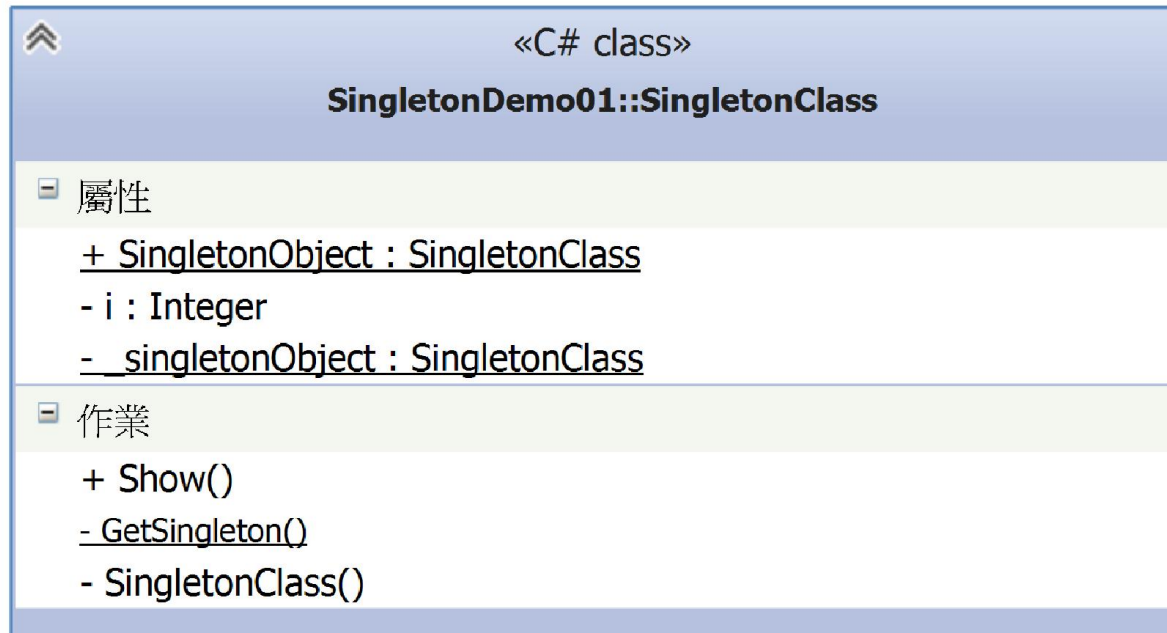 «C# class»
SingletonDemo01::SingletonClass
屬性
+ SingletonObject : SingletonClass
- i : Integer
- _singletonObject : SingletonClass
作業
+ Show()
- GetSingleton()
- SingletonClass()